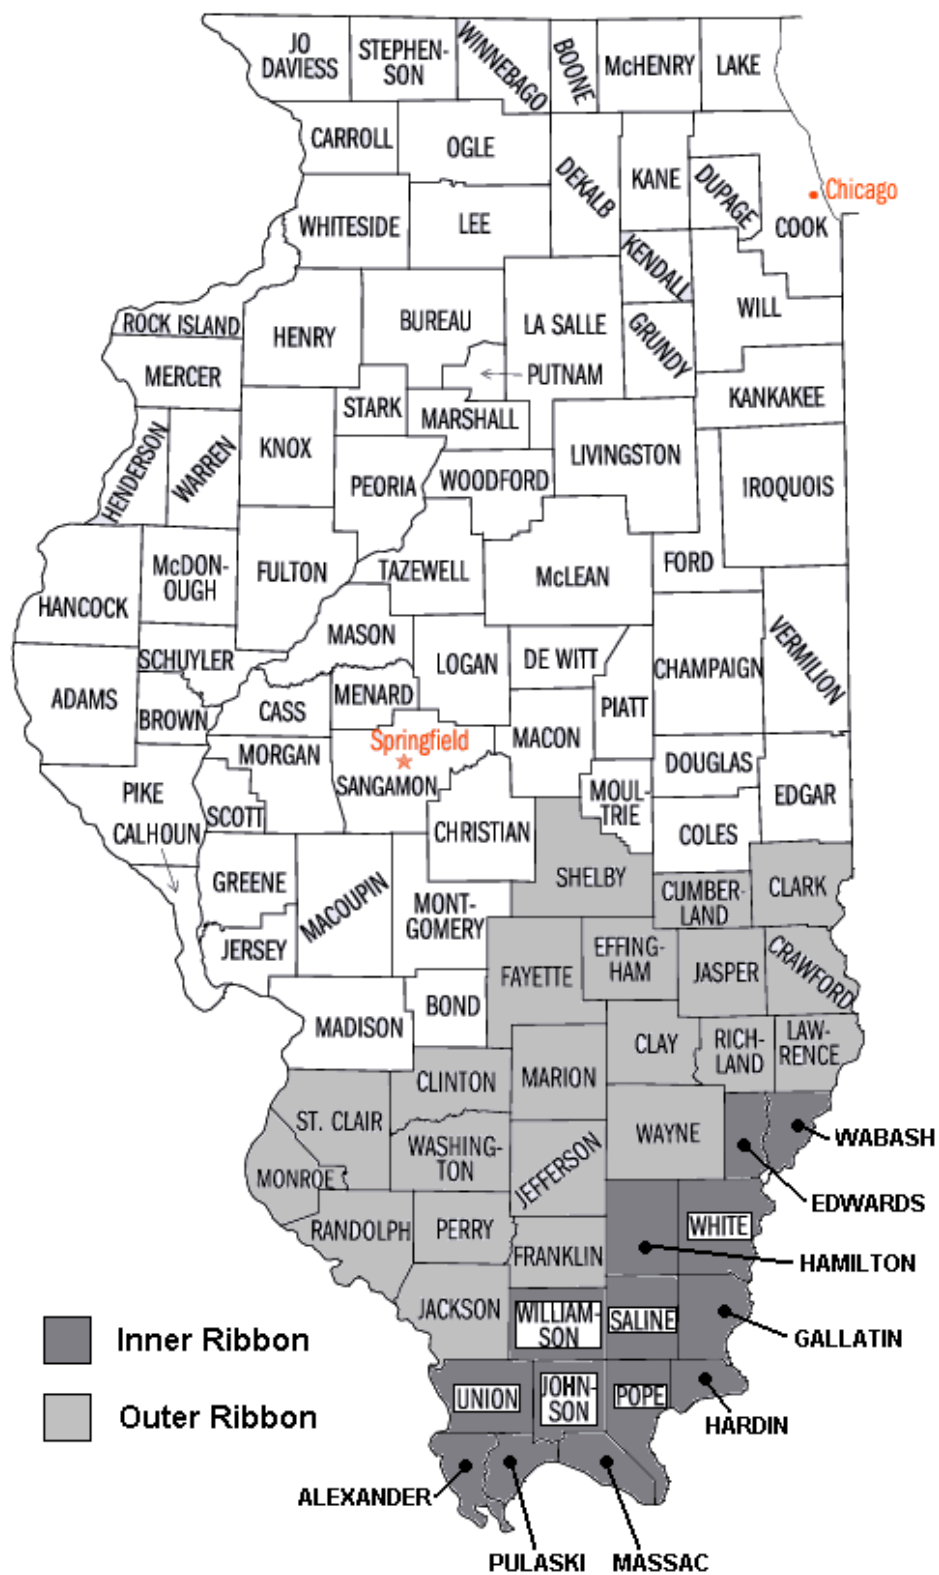 JO
DAVIESS
STEPHEN-
SON
WINNEBAGO
BOONE
McHENRY
LAKE
CARROLL
OGLE
DEKALB
KANE
DUPAGE
Chicago
COOK
WHITESIDE
LEE
KENDALL
ROCK ISLAND
HENRY
BUREAU
LA SALLE
GRUNDY
WILL
MERCER
PUTNAM
STARK
MARSHALL
KANKAKEE
HENDERSON
WARREN
KNOX
PEORIA
WOODFORD
LIVINGSTON
IROQUOIS
HANCOCK
McDON-
OUGH
FULTON
TAZEWELL
McLEAN
FORD
SCHUYLER
MASON
LOGAN
DE WITT
CHAMPAIGN
VERMILION
ADAMS
BROWN
CASS
MENARD
PIATT
Springfield
MACON
MORGAN
SANGAMON
DOUGLAS
PIKE
SCOTT
MOUL-
TRIE
EDGAR
CALHOUN
CHRISTIAN
COLES
GREENE
MACOUPIN
SHELBY
CUMBER-
LAND
CLARK
JERSEY
MONT-
GOMERY
FAYETTE
EFFING-
HAM
JASPER
CRAWFORD
MADISON
BOND
CLAY
RICH-
LAND
LAW-
RENCE
CLINTON
MARION
ST. CLAIR
WASHING-
TON
JEFFERSON
WAYNE
WABASH
MONROE
EDWARDS
RANDOLPH
PERRY
FRANKLIN
WHITE
HAMILTON
JACKSON
WILLIAM-
SON
SALINE
GALLATIN
Inner Ribbon
UNION
JOHN-
SON
POPE
HARDIN
Outer Ribbon
ALEXANDER
PULASKI
MASSAC